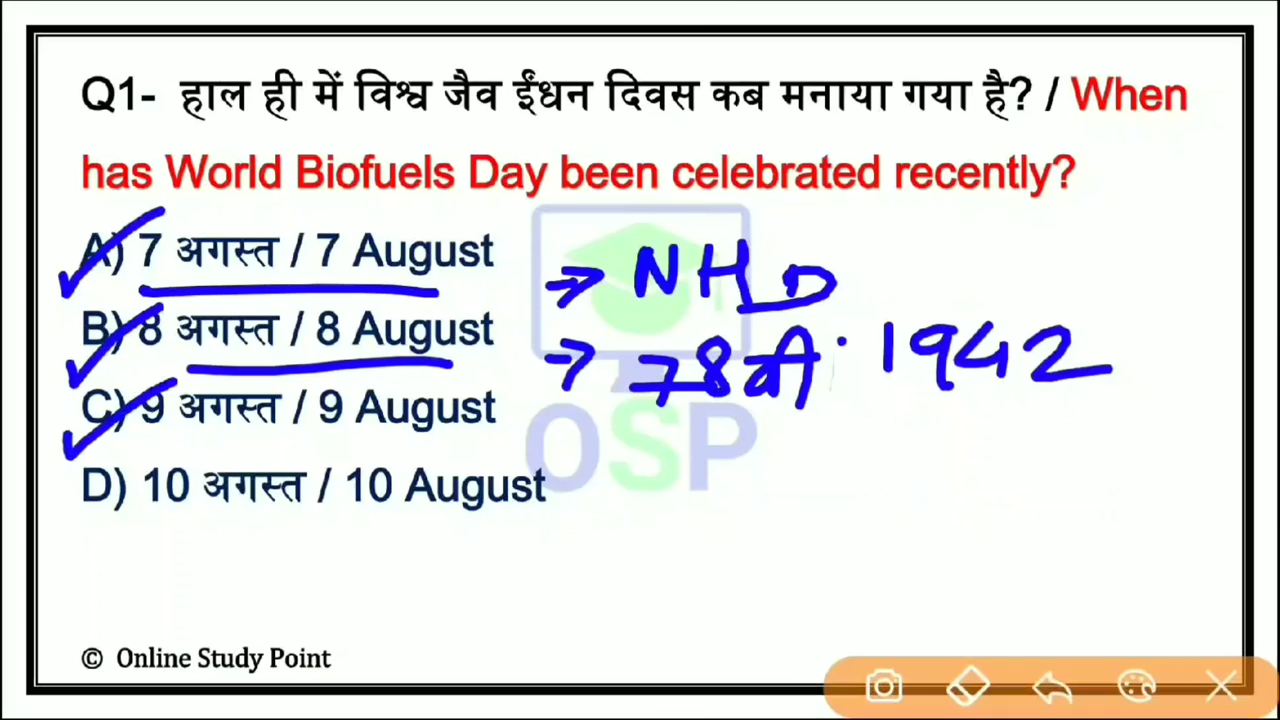 Q1- हाल ही में विश्व जैव ईंधन दिवस कब मनाया गया है? / When
has World Biofuels Day been celebrated recently?
A) 7 अगस्त / 7 August
→ NHD
B) 8 अगस्त / 8 August
→ 78वी 1942
C) 9 अगस्त / 9 August
OSP
D) 10 अगस्त / 10 August
© Online Study Point